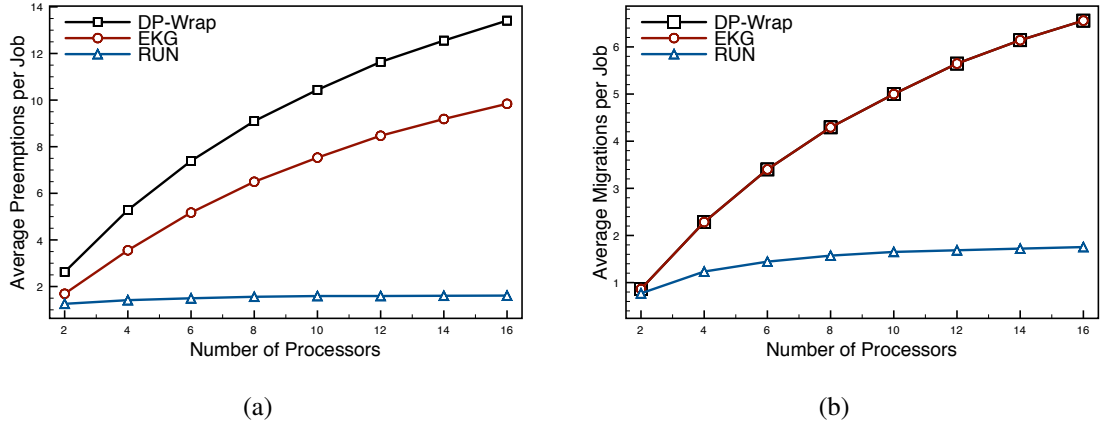 Average Preemptions per Job
14
12
10
8
6
4
2
DP-Wrap
EKG
RUN
2 4 6 8 10 12 14 16
Number of Processors
(a)
Average Migrations per Job
6
5
4
3
2
1
DP-Wrap
EKG
RUN
2 4 6 8 10 12 14 16
Number of Processors
(b)